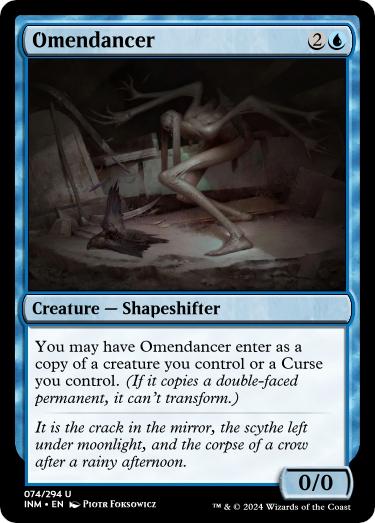 Omendancer 2
Creature — Shapeshifter
You may have Omendancer enter as a
copy of a creature you control or a Curse
you control. (If it copies a double-faced
permanent, it can't transform.)
It is the crack in the mirror, the scythe left
under moonlight, and the corpse of a crow
after a rainy afternoon.
0/0
074/294 U
INM • EN Piotr Foksowicz
™ & © 2024 Wizards of the Coast